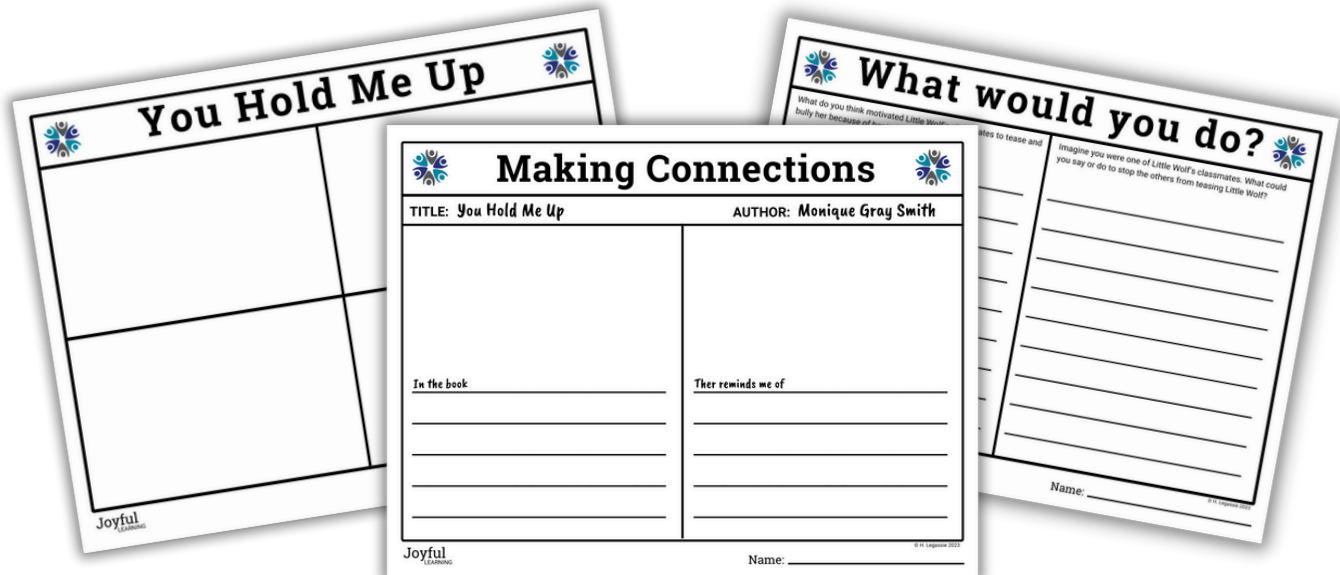 You Hold Me Up
Joyful
LEARNING
Making Connections
TITLE: You Hold Me Up
AUTHOR: Monique Gray Smith
In the book
Ther reminds me of
Joyful
LEARNING
© H. Legassie 2023
Name:
What would you do?
What do you think motivated Little Wolf's
ates to tease and
bully her because of
Imagine you were one of Little Wolf's classmates. What could
you say or do to stop the others from teasing Little Wolf?
Name:
© H. Legassie 2023